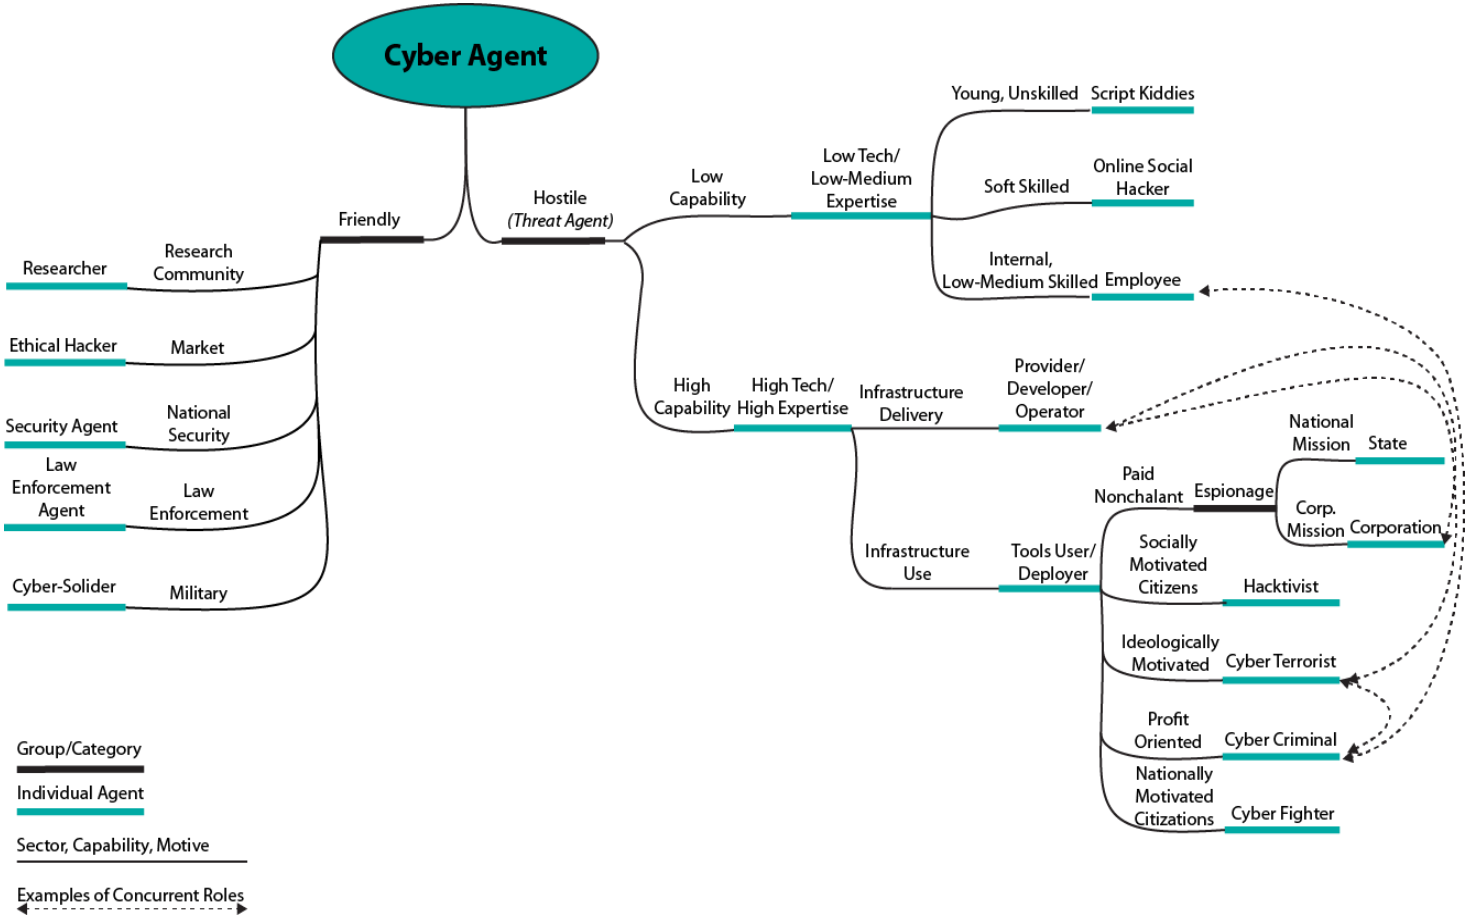 Cyber Agent
Friendly
Hostile
(Threat Agent)
Research
Community
Researcher
Market
Ethical Hacker
National
Security
Security Agent
Law
Enforcement
Law
Enforcement
Agent
Military
Cyber-Solider
Low
Capability
Low Tech/
Low-Medium
Expertise
Young, Unskilled
Script Kiddies
Soft Skilled
Online Social
Hacker
Internal,
Low-Medium Skilled
Employee
High
Capability
High Tech/
High Expertise
Infrastructure
Delivery
Provider/
Developer/
Operator
Infrastructure
Use
Tools User/
Deployer
Paid
Nonchalant
Espionage
National
Mission
State
Corp.
Mission
Corporation
Socially
Motivated
Citizens
Hacktivist
Ideologically
Motivated
Cyber Terrorist
Profit
Oriented
Cyber Criminal
Nationally
Motivated
Citizations
Cyber Fighter
Group/Category
Individual Agent
Sector, Capability, Motive
Examples of Concurrent Roles